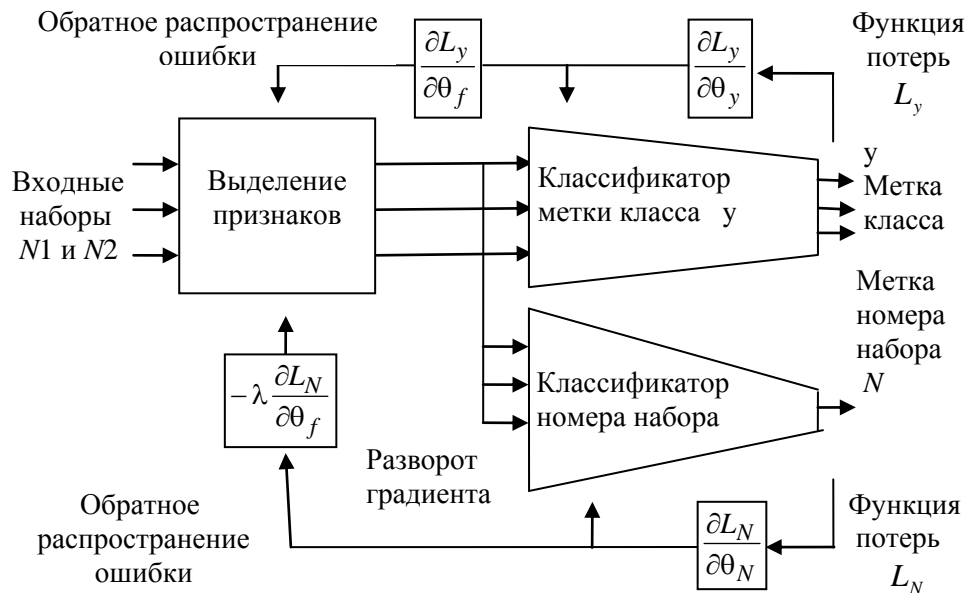 Обратное распространение
ошибки
∂L_y
∂θ_f
∂L_y
∂θ_y
Функция
потерь
L_y
Входные
наборы
N1 и N2
Выделение
признаков
Классификатор
метки класса y
y
Метка
класса
Классификатор
номера набора
Метка
номера
набора
N
− λ ∂L_N
∂θ_f
Разворот
градиента
Обратное
распространение
ошибки
∂L_N
∂θ_N
Функция
потерь
L_N